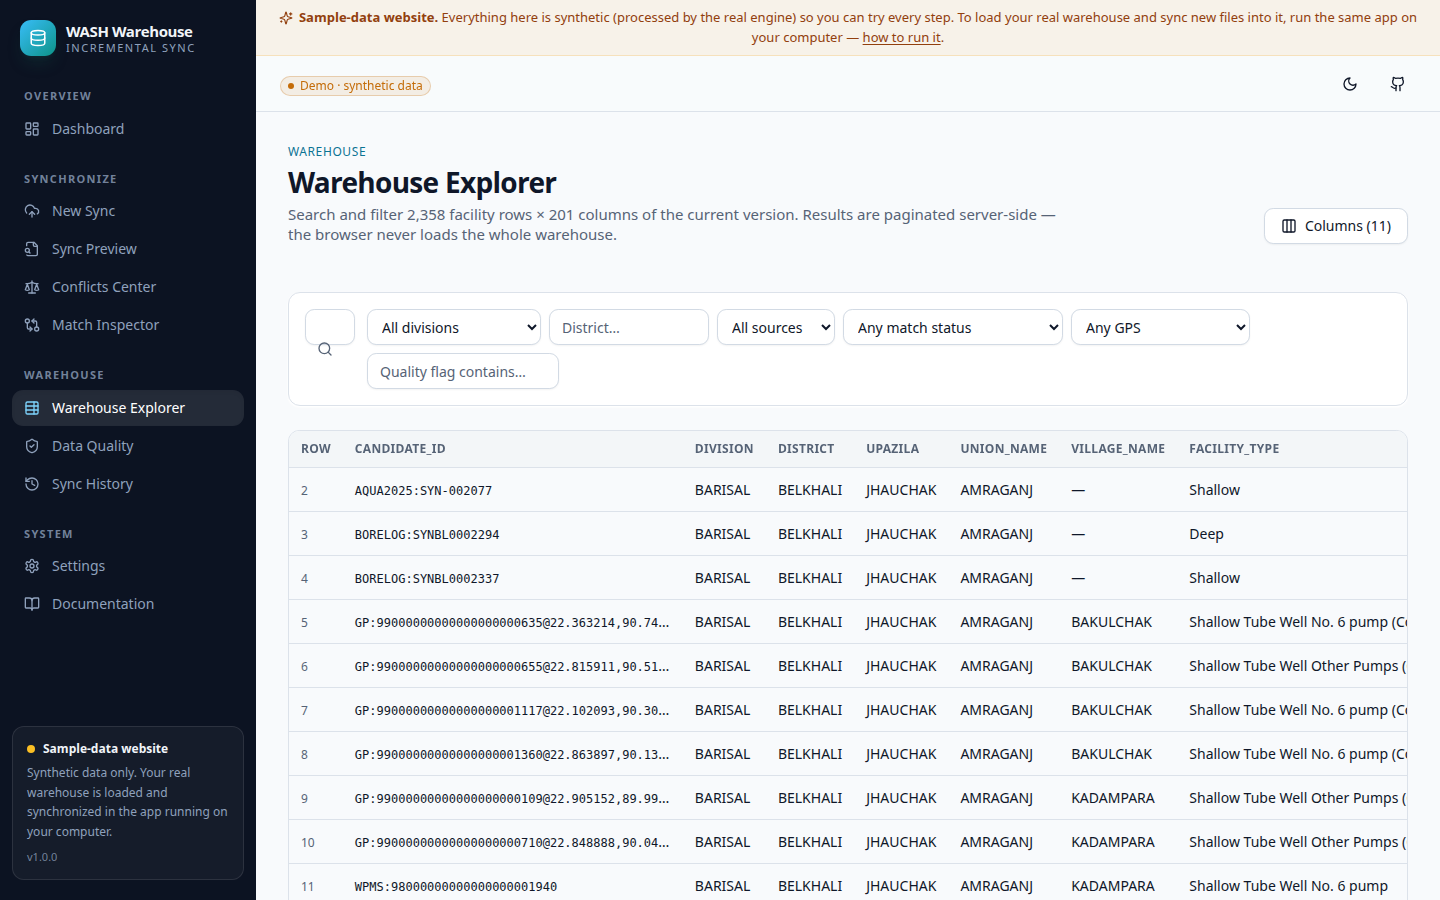 WASH Warehouse
INCREMENTAL SYNC
OVERVIEW
Dashboard
SYNCHRONIZE
New Sync
Sync Preview
Conflicts Center
Match Inspector
WAREHOUSE
Warehouse Explorer
Data Quality
Sync History
SYSTEM
Settings
Documentation
Sample-data website
Synthetic data only. Your real
warehouse is loaded and
synchronized in the app running on
your computer.
v1.0.0
Sample-data website. Everything here is synthetic (processed by the real engine) so you can try every step. To load your real warehouse and sync new files into it, run the same app on
your computer — how to run it.
Demo · synthetic data
WAREHOUSE
Warehouse Explorer
Search and filter 2,358 facility rows × 201 columns of the current version. Results are paginated server-side —
the browser never loads the whole warehouse.
Columns (11)
All divisions District... All sources Any match status Any GPS
Quality flag contains...
ROW CANDIDATE_ID DIVISION DISTRICT UPAZILA UNION_NAME VILLAGE_NAME FACILITY_TYPE
2 AQUA2025:SYN-002077 BARISAL BELKHALI JHAUCHAK AMRAGANJ — Shallow
3 BORELOG:SYNBL0002294 BARISAL BELKHALI JHAUCHAK AMRAGANJ — Deep
4 BORELOG:SYNBL0002337 BARISAL BELKHALI JHAUCHAK AMRAGANJ — Shallow
5 GP:99000000000000000000635@22.363214,90.74... BARISAL BELKHALI JHAUCHAK AMRAGANJ BAKULCHAK Shallow Tube Well No. 6 pump (Co
6 GP:99000000000000000000655@22.815911,90.51... BARISAL BELKHALI JHAUCHAK AMRAGANJ BAKULCHAK Shallow Tube Well Other Pumps (
7 GP:99000000000000000001117@22.102093,90.30... BARISAL BELKHALI JHAUCHAK AMRAGANJ BAKULCHAK Shallow Tube Well No. 6 pump (Co
8 GP:99000000000000000001360@22.863897,90.13... BARISAL BELKHALI JHAUCHAK AMRAGANJ BAKULCHAK Shallow Tube Well No. 6 pump (Co
9 GP:99000000000000000000109@22.905152,89.99... BARISAL BELKHALI JHAUCHAK AMRAGANJ KADAMPARA Shallow Tube Well Other Pumps (
10 GP:99000000000000000000710@22.848888,90.04... BARISAL BELKHALI JHAUCHAK AMRAGANJ KADAMPARA Shallow Tube Well Other Pumps (
11 WPMS:98000000000000000001940 BARISAL BELKHALI JHAUCHAK AMRAGANJ KADAMPARA Shallow Tube Well No. 6 pump